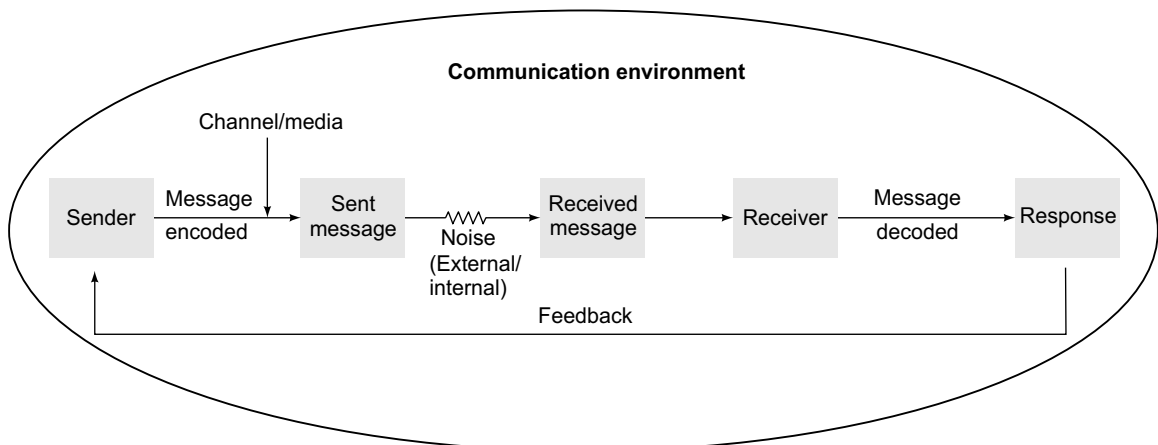 Communication environment
Channel/media
Sender
Message
encoded
Sent
message
Noise
(External/
internal)
Received
message
Receiver
Message
decoded
Response
Feedback